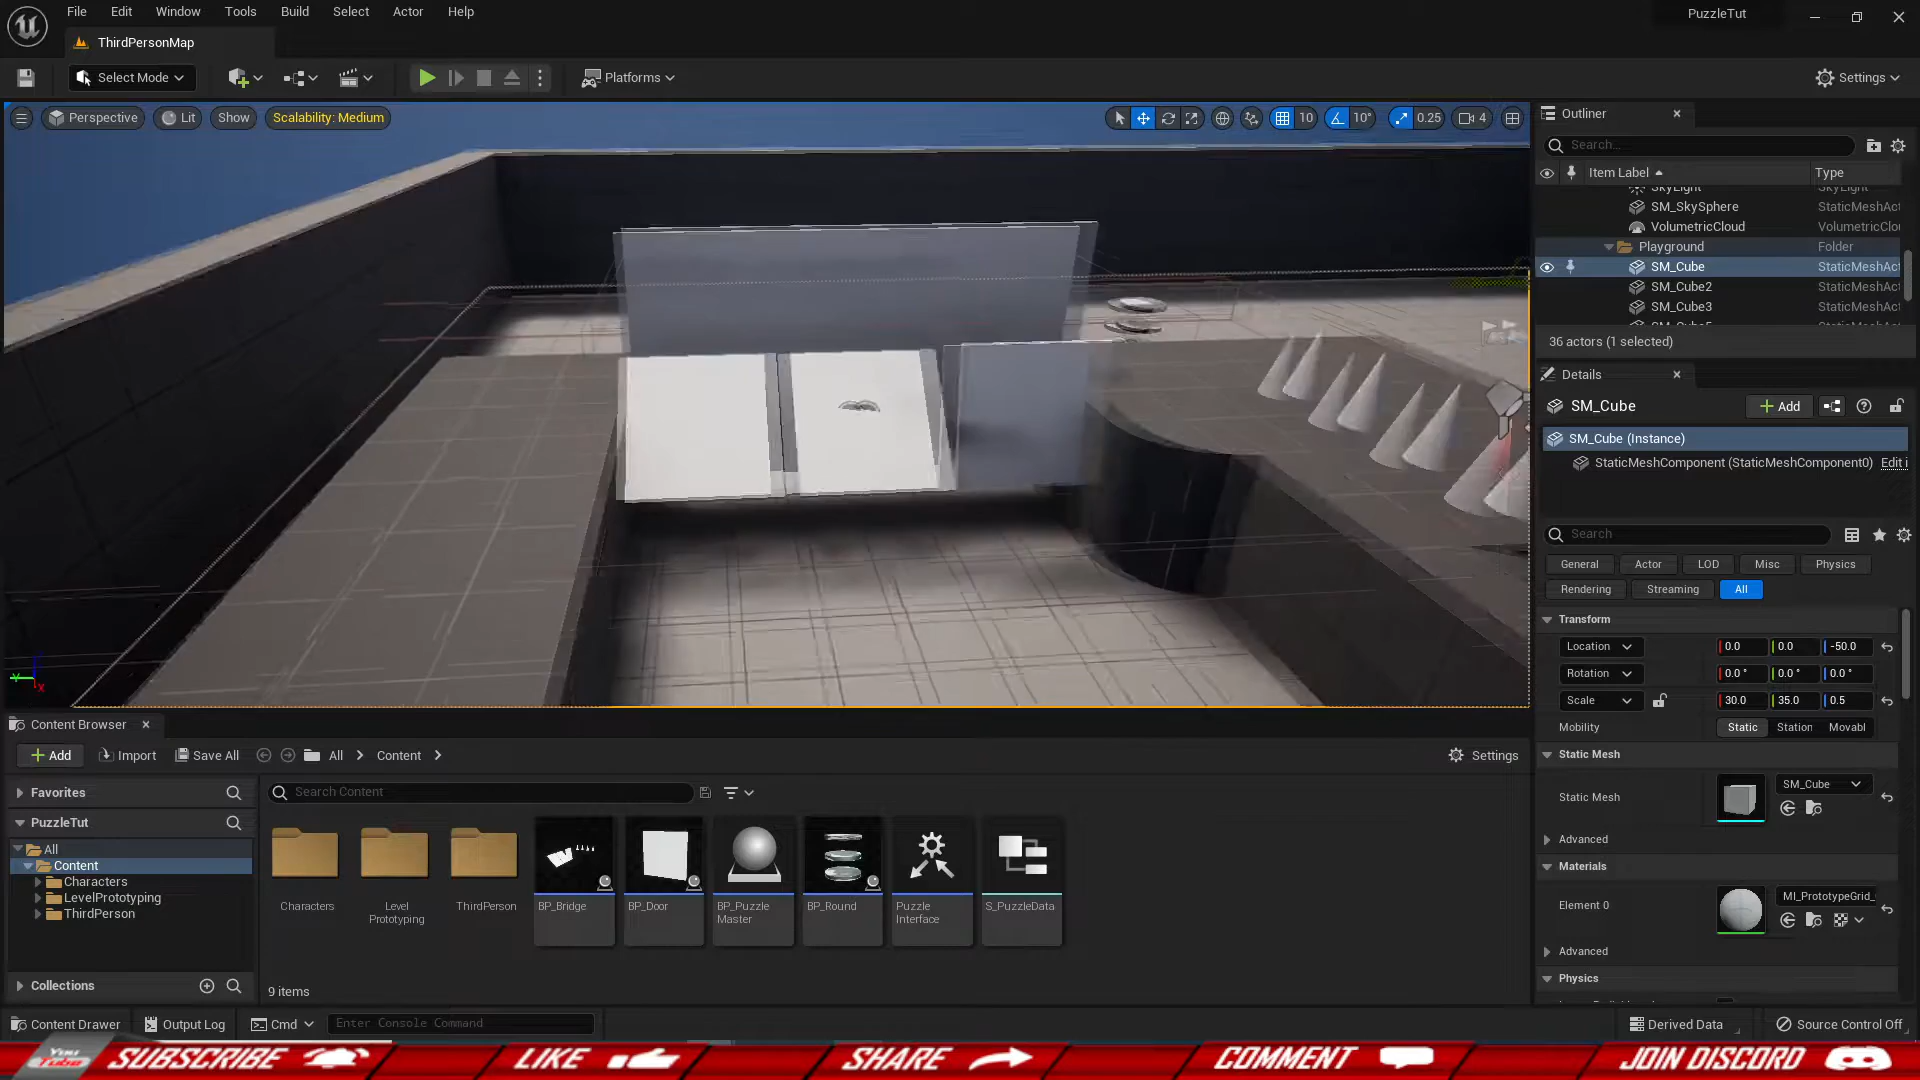 File Edit Window Tools Build Select Actor Help
PuzzleTut
ThirdPersonMap
Select Mode
Platforms
Settings
Perspective Lit Show Scalability: Medium
10 10° 0.25 4
Outliner
Search...
Item Label Type
SkyLight SkyLight
SM_SkySphere StaticMeshAct
VolumetricCloud VolumetricClou
Playground Folder
SM_Cube StaticMeshAct
SM_Cube2 StaticMeshAct
SM_Cube3 StaticMeshAct
36 actors (1 selected)
Details
SM_Cube
Add
SM_Cube (Instance)
StaticMeshComponent (StaticMeshComponent0) Edit i
Search
General Actor LOD Misc Physics
Rendering Streaming All
Transform
Location 0.0 0.0 -50.0
Rotation 0.0 ° 0.0 ° 0.0 °
Scale 30.0 35.0 0.5
Mobility Static Station Movabl
Static Mesh
Static Mesh SM_Cube
Advanced
Materials
Element 0 MI_PrototypeGrid_
Advanced
Physics
Content Browser
Add Import Save All All Content Settings
Favorites
PuzzleTut
All
Content
Characters
LevelPrototyping
ThirdPerson
Collections
Search Content
Characters
Level
Prototyping
ThirdPerson
BP_Bridge
BP_Door
BP_Puzzle
Master
BP_Round
Puzzle
Interface
S_PuzzleData
9 items
Content Drawer Output Log Cmd Enter Console Command Derived Data Source Control Off
You
Tube
SUBSCRIBE LIKE SHARE COMMENT JOIN DISCORD